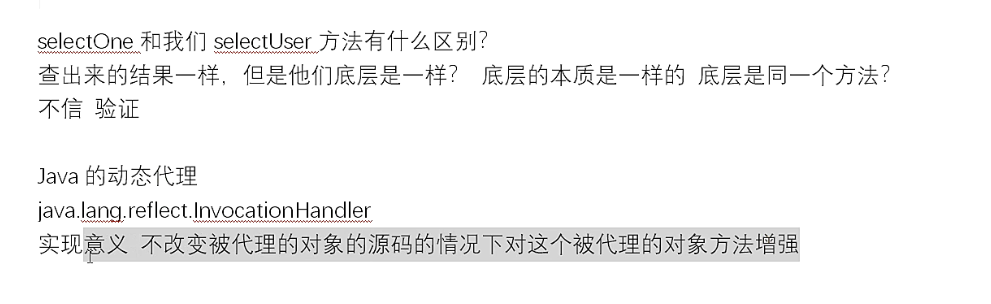 selectOne 和我们 selectUser 方法有什么区别？
查出来的结果一样，但是他们底层是一样？ 底层的本质是一样的 底层是同一个方法？
不信 验证
Java 的动态代理
java.lang.reflect.InvocationHandler
实现意义 不改变被代理的对象的源码的情况下对这个被代理的对象方法增强